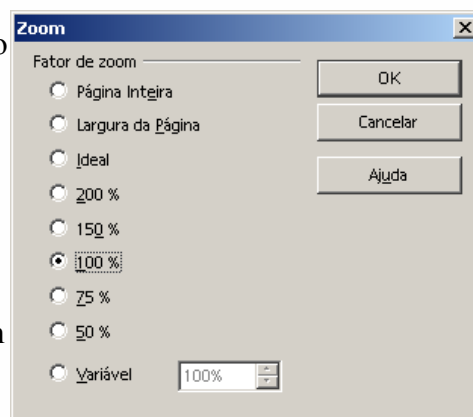 Zoom
o
Fator de zoom
Página Inteira
OK
Largura da Página
Cancelar
Ideal
Ajuda
200 %
150 %
100 %
75 %
50 %
Variável
100%